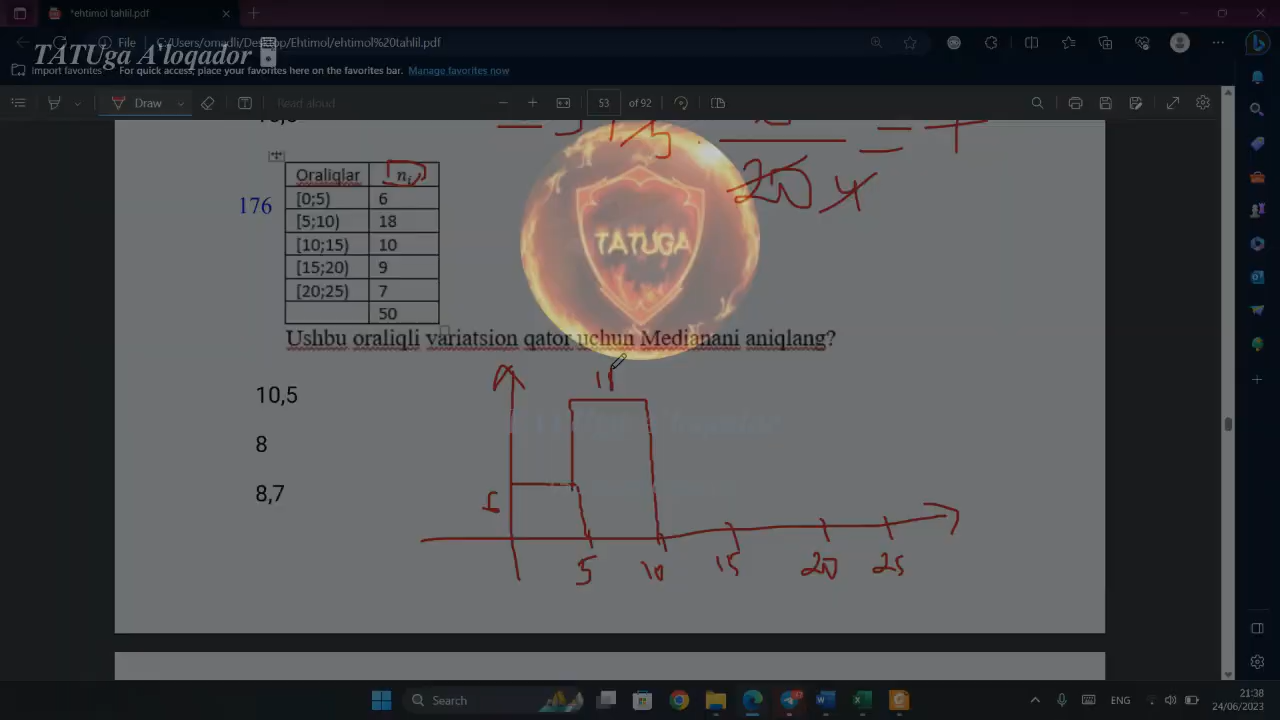 *ehtimol tahlil.pdf
File C:/Users/omadli/Desktop/Ehtimol/ehtimol%20tahlil.pdf
TATUga A'loqador
Import favorites For quick access, place your favorites here on the favorites bar. Manage favorites now
Draw Read aloud 53 of 92
20
Oraliqlar nᵢ
[0;5) 6
176
[5;10) 18
[10;15) 10
[15;20) 9
[20;25) 7
50
TATUGA
Ushbu oraliqli variatsion qator uchun Medianani aniqlang?
10,5
8
8,7
5 10 15 20 25
Search
ENG
21:38
24/06/2023